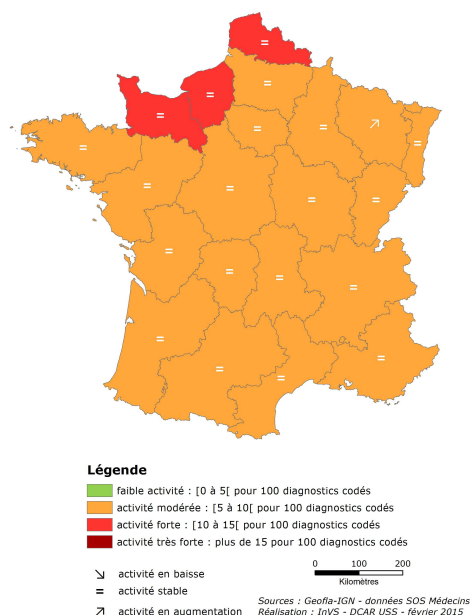 Légende
faible activité : [0 à 5[ pour 100 diagnostics codés
activité modérée : [5 à 10[ pour 100 diagnostics codés
activité forte : [10 à 15[ pour 100 diagnostics codés
activité très forte : plus de 15 pour 100 diagnostics codés
↘ activité en baisse
= activité stable
↗ activité en augmentation
0 100 200
Kilomètres
Sources : Geofla-IGN - données SOS Médecins
Réalisation : InVS - DCAR USS - février 2015